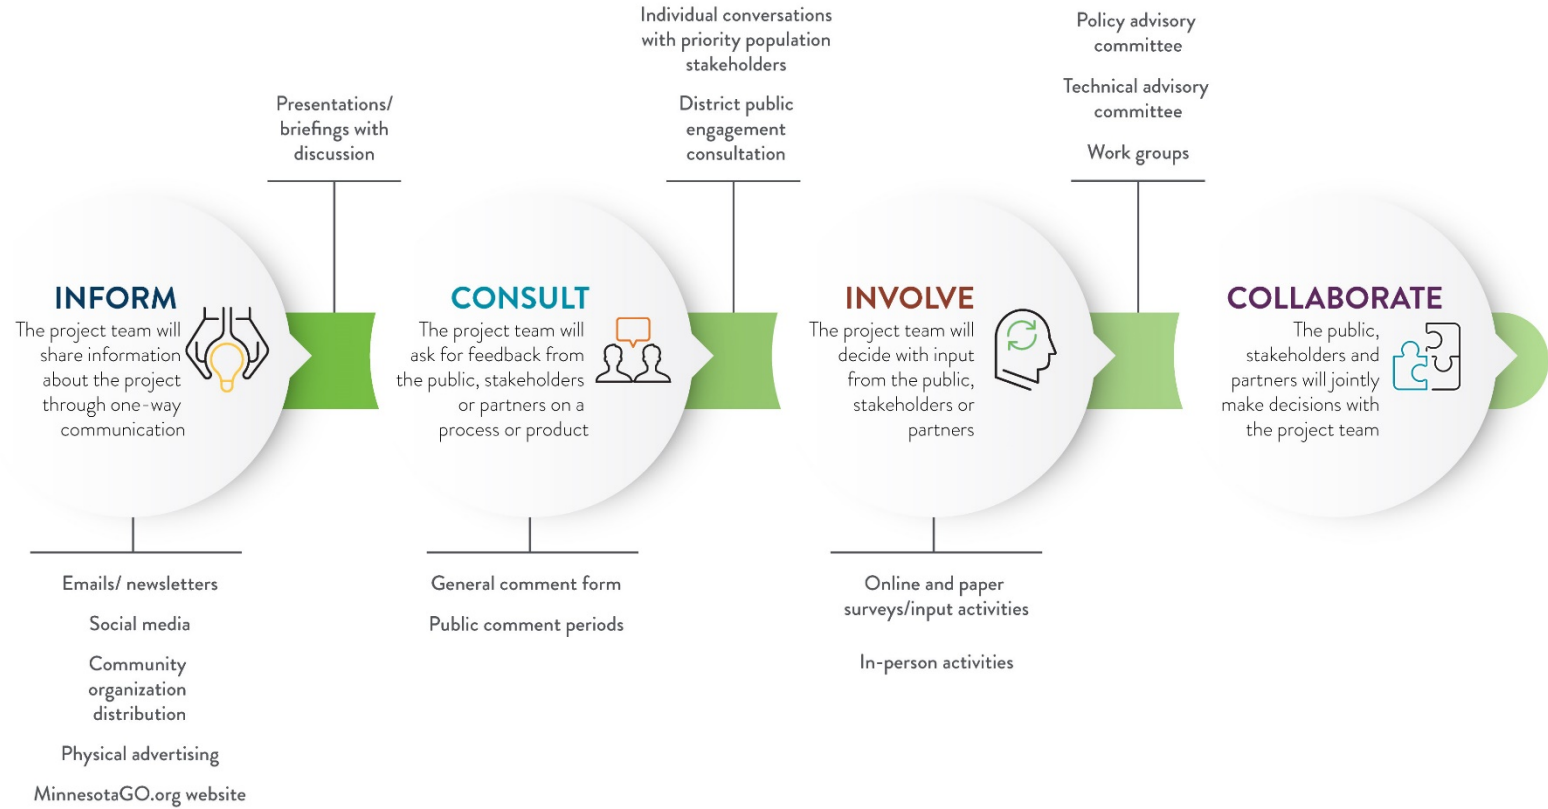 Presentations/
briefings with
discussion
Individual conversations
with priority population
stakeholders
District public
engagement
consultation
Policy advisory
committee
Technical advisory
committee
Work groups
INFORM
The project team will
share information
about the project
through one-way
communication
CONSULT
The project team will
ask for feedback from
the public, stakeholders
or partners on a
process or product
INVOLVE
The project team will
decide with input
from the public,
stakeholders or
partners
COLLABORATE
The public,
stakeholders and
partners will jointly
make decisions with
the project team
Emails/ newsletters
Social media
Community
organization
distribution
Physical advertising
MinnesotaGO.org website
General comment form
Public comment periods
Online and paper
surveys/input activities
In-person activities